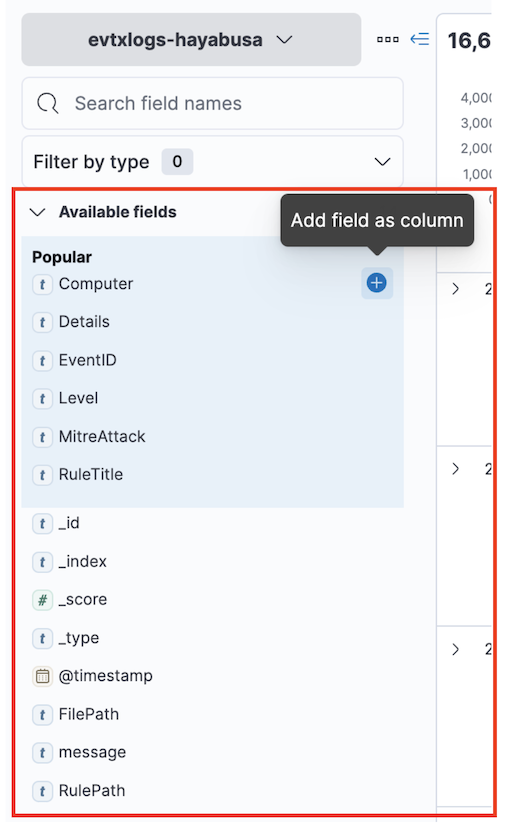 evtxlogs-hayabusa
16,6
Search field names
4,000
3,000
2,000
1,000
Filter by type 0
Available fields
Add field as column
Popular
t Computer
t Details
t EventID
t Level
t MitreAttack
t RuleTitle
t _id
t _index
# _score
t _type
@timestamp
t FilePath
t message
t RulePath
2
2
2